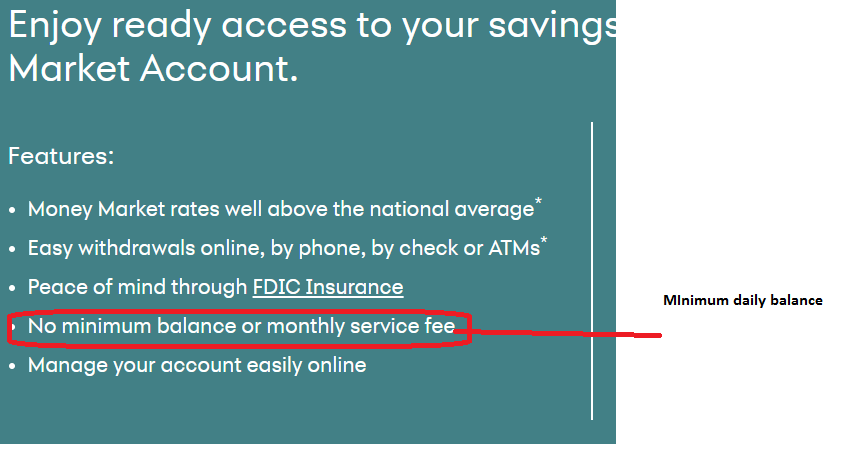 Enjoy ready access to your savings
Market Account.
Features:
• Money Market rates well above the national average*
• Easy withdrawals online, by phone, by check or ATMs*
• Peace of mind through FDIC Insurance
• No minimum balance or monthly service fee
• Manage your account easily online
MInimum daily balance